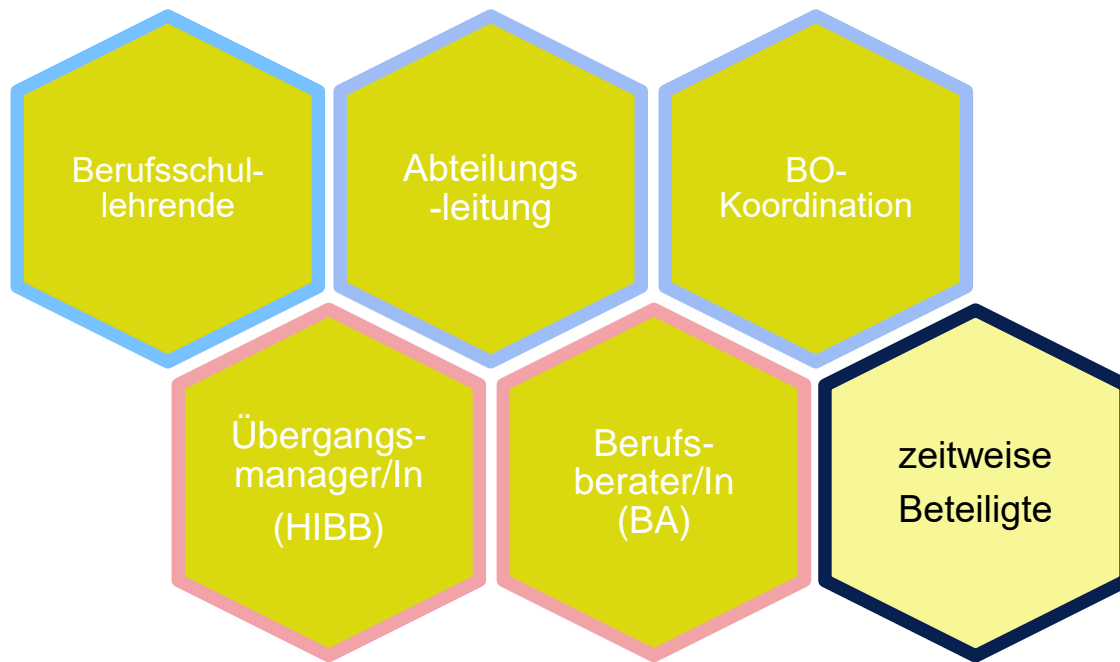 Berufsschul-
lehrende
Abteilungs
-leitung
BO-
Koordination
Übergangs-
manager/In
(HIBB)
Berufs-
berater/In
(BA)
zeitweise
Beteiligte